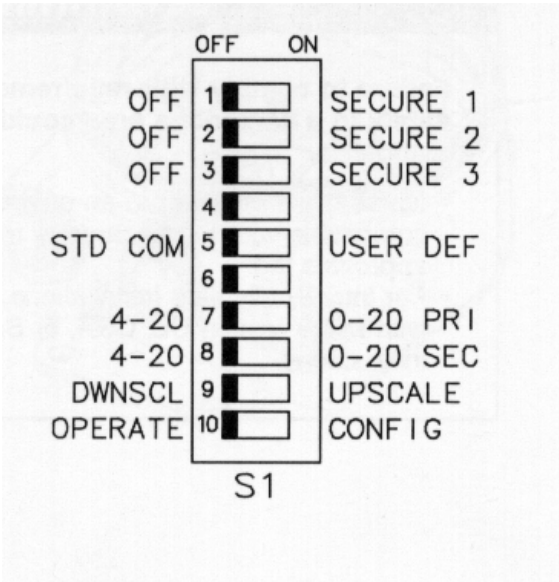 OFF ON
OFF 1 SECURE 1
OFF 2 SECURE 2
OFF 3 SECURE 3
4
STD COM 5 USER DEF
6
4-20 7 0-20 PRI
4-20 8 0-20 SEC
DWNSCL 9 UPSCALE
OPERATE 10 CONFIG
S1